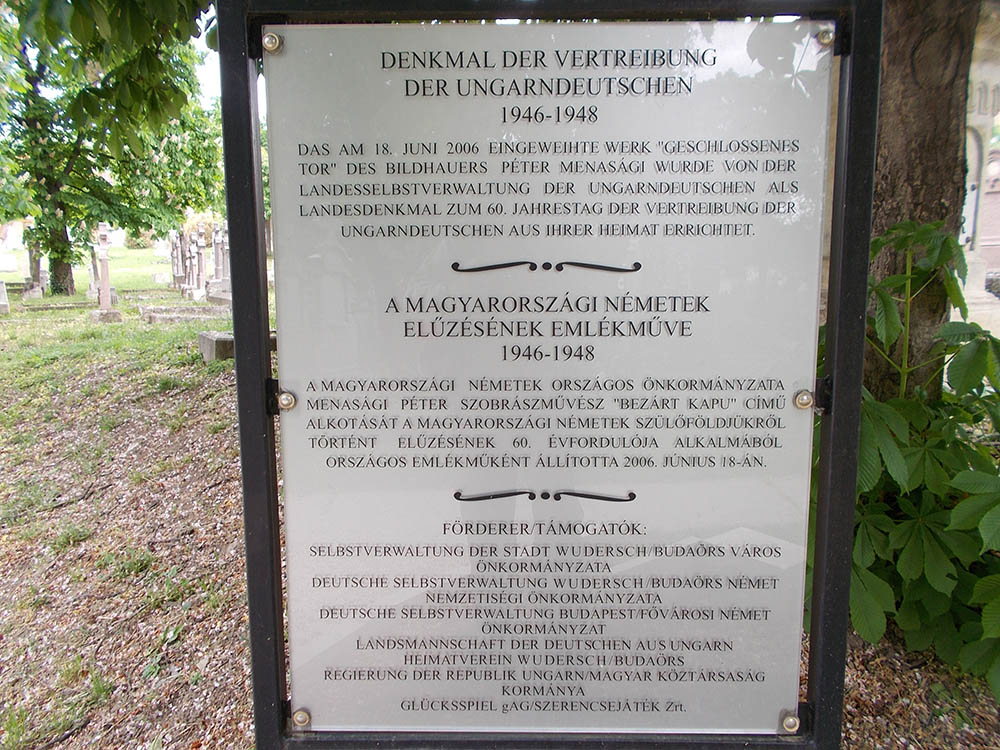 DENKMAL DER VERTREIBUNG
DER UNGARNDEUTSCHEN
1946-1948
DAS AM 18. JUNI 2006 EINGEWEIHTE WERK "GESCHLOSSENES
TOR" DES BILDHAUERS PÉTER MENASÁGI WURDE VON DER
LANDESSELBSTVERWALTUNG DER UNGARNDEUTSCHEN ALS
LANDESDENKMAL ZUM 60. JAHRESTAG DER VERTREIBUNG DER
UNGARNDEUTSCHEN AUS IHRER HEIMAT ERRICHTET.
A MAGYARORSZÁGI NÉMETEK
ELŰZÉSÉNEK EMLÉKMŰVE
1946-1948
A MAGYARORSZÁGI NÉMETEK ORSZÁGOS ÖNKORMÁNYZATA
MENASÁGI PÉTER SZOBRÁSZMŰVÉSZ "BEZÁRT KAPU" CÍMŰ
ALKOTÁSÁT A MAGYARORSZÁGI NÉMETEK SZÜLŐFÖLDJÜKRŐL
TÖRTÉNT ELŰZÉSÉNEK 60. ÉVFORDULÓJA ALKALMÁBÓL
ORSZÁGOS EMLÉKMŰKÉNT ÁLLÍTOTTA 2006. JÚNIUS 18-ÁN.
FÖRDERER/TÁMOGATÓK:
SELBSTVERWALTUNG DER STADT WUDERSCH/BUDAÖRS VÁROS
ÖNKORMÁNYZATA
DEUTSCHE SELBSTVERWALTUNG WUDERSCH/BUDAÖRS NÉMET
NEMZETISÉGI ÖNKORMÁNYZATA
DEUTSCHE SELBSTVERWALTUNG BUDAPEST/FŐVÁROSI NÉMET
ÖNKORMÁNYZAT
LANDSMANNSCHAFT DER DEUTSCHEN AUS UNGARN
HEIMATVEREIN WUDERSCH/BUDAÖRS
REGIERUNG DER REPUBLIK UNGARN/MAGYAR KÖZTÁRSASÁG
KORMÁNYA
GLÜCKSSPIEL gAG/SZERENCSEJÁTÉK Zrt.